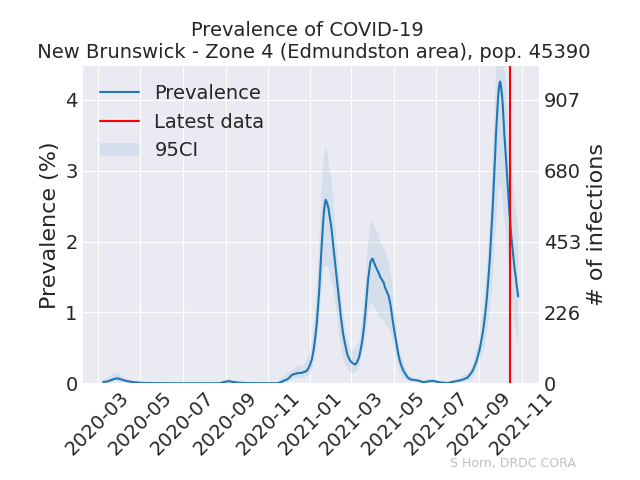 Prevalence of COVID-19
New Brunswick - Zone 4 (Edmundston area), pop. 45390
Prevalence
Latest data
95CI
Prevalence (%)
4
3
2
1
0
907
680
453
226
0
# of infections
2020-03
2020-05
2020-07
2020-09
2020-11
2021-01
2021-03
2021-05
2021-07
2021-09
2021-11
S Horn, DRDC CORA